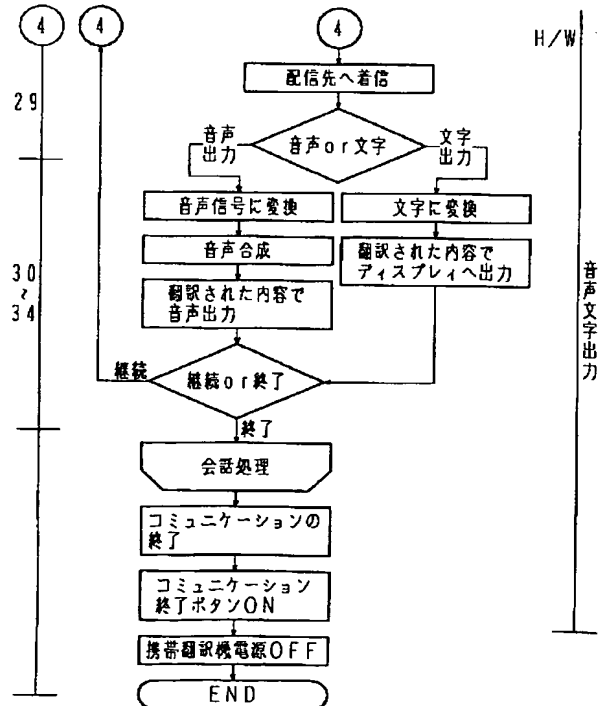 4
4
4
H/W
配信先へ着信
29
音声or文字
音声
出力
文字
出力
音声信号に変換
文字に変換
音声合成
翻訳された内容で
ディスプレィへ出力
30
~
34
翻訳された内容で
音声出力
音声文字出力
継続
継続or終了
終了
会話処理
コミュニケーションの
終了
コミュニケーション
終了ボタンON
携帯翻訳機電源OFF
END